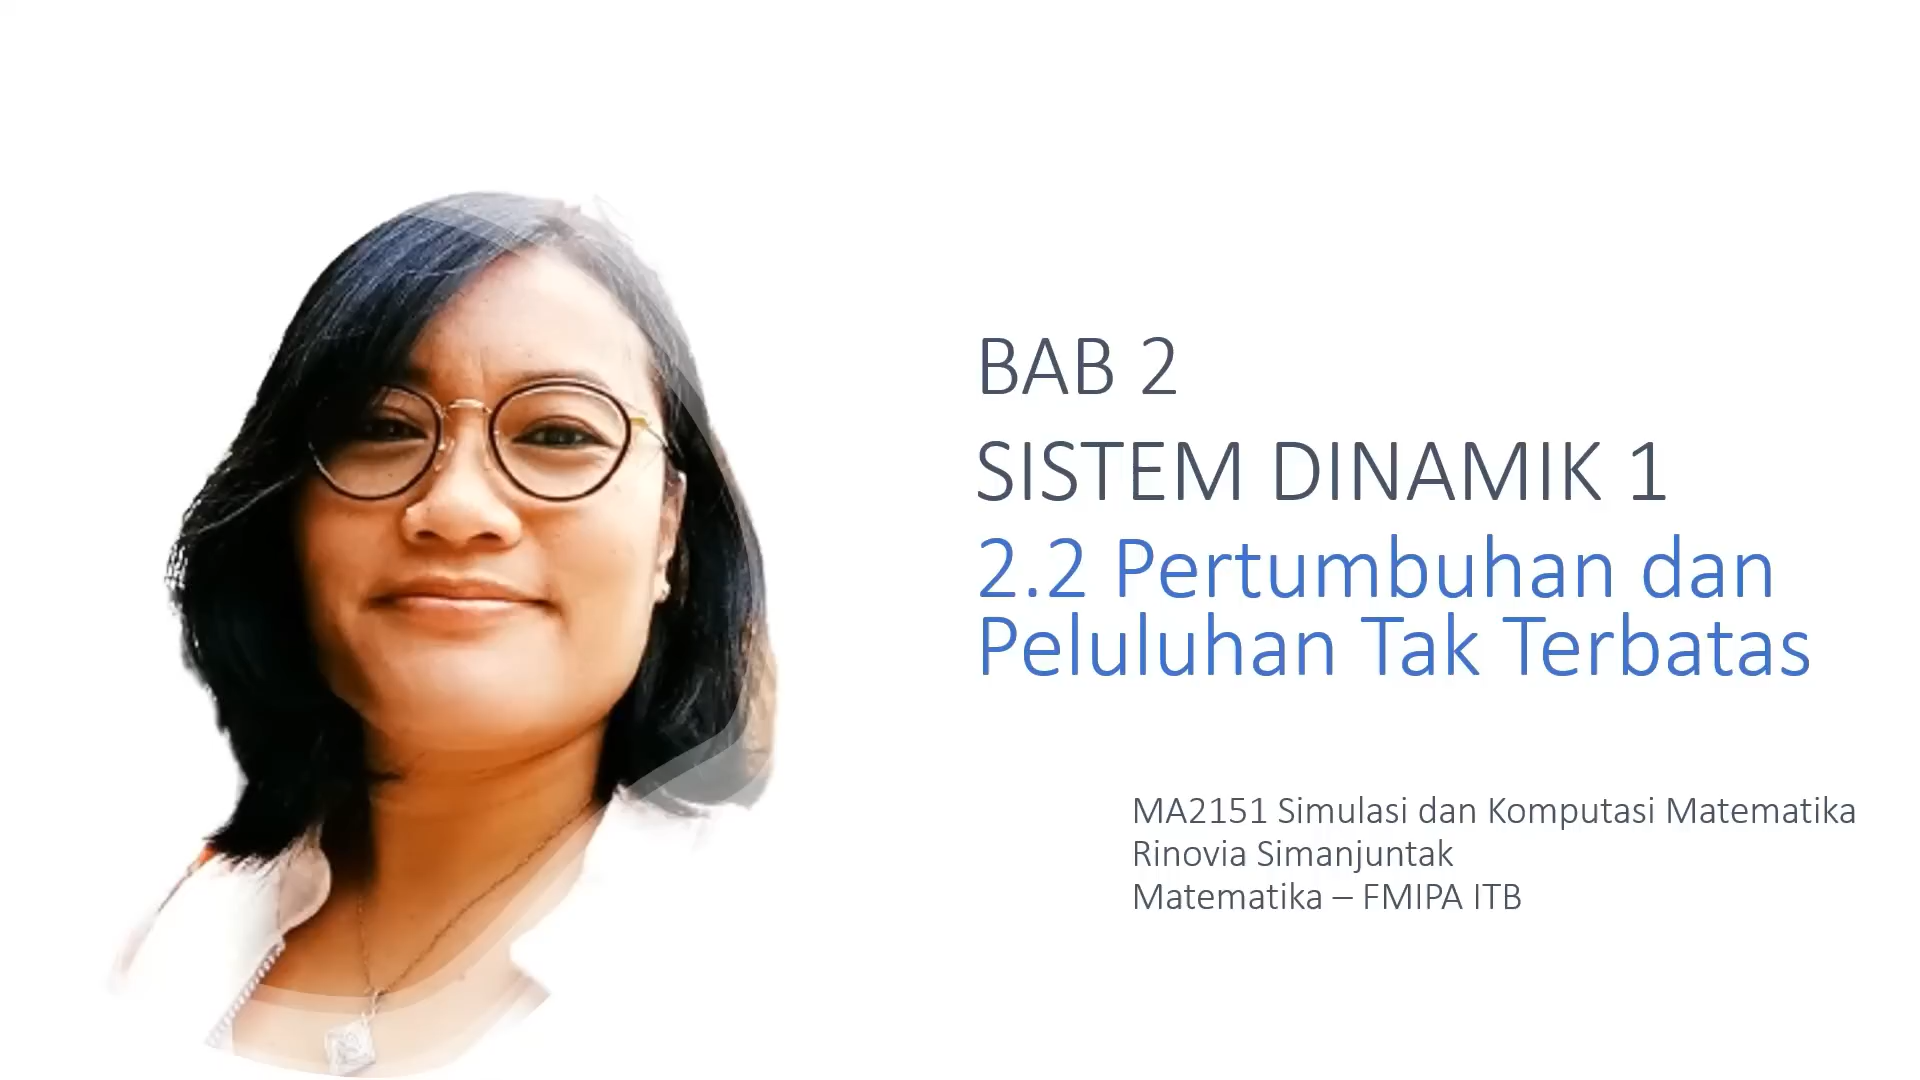 BAB 2
SISTEM DINAMIK 1
2.2 Pertumbuhan dan
Peluluhan Tak Terbatas
MA2151 Simulasi dan Komputasi Matematika
Rinovia Simanjuntak
Matematika – FMIPA ITB